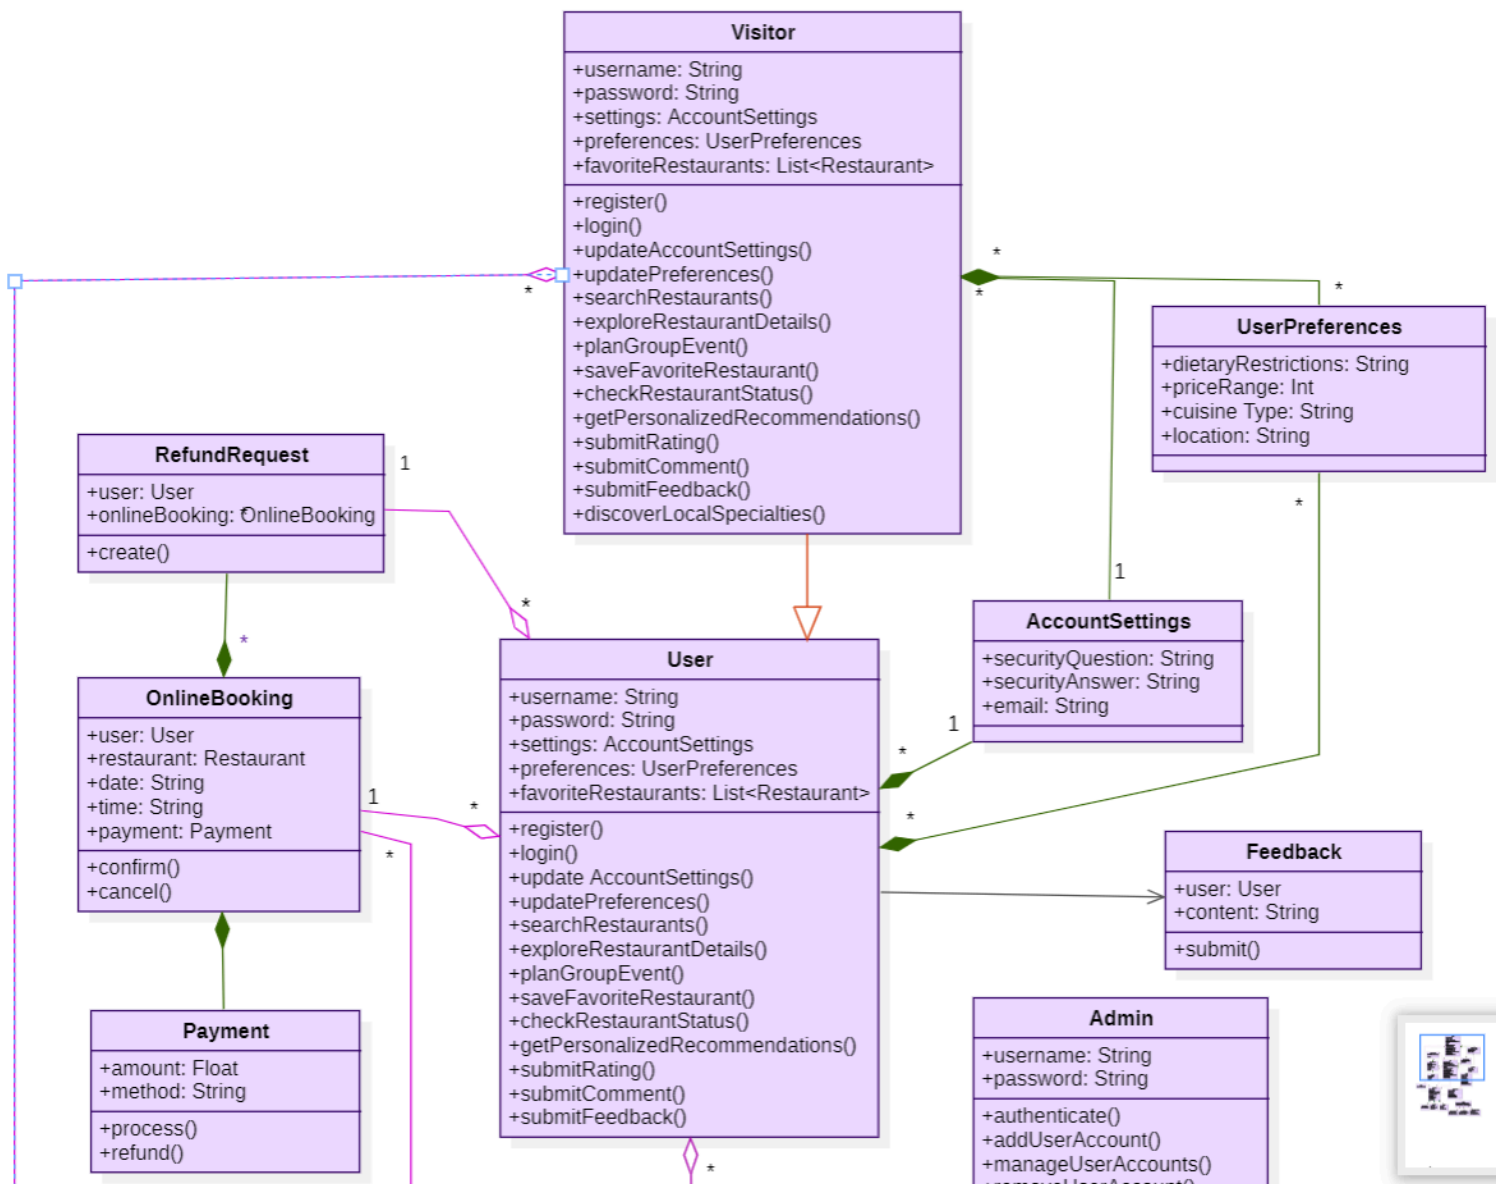 Visitor
+username: String
+password: String
+settings: AccountSettings
+preferences: UserPreferences
+favoriteRestaurants: List<Restaurant>
+register()
+login()
+updateAccountSettings()
+updatePreferences()
+searchRestaurants()
+exploreRestaurantDetails()
+planGroupEvent()
+saveFavoriteRestaurant()
+checkRestaurantStatus()
+getPersonalizedRecommendations()
+submitRating()
+submitComment()
+submitFeedback()
+discoverLocalSpecialties()
*
*
*
*
UserPreferences
+dietaryRestrictions: String
+priceRange: Int
+cuisine Type: String
+location: String
*
RefundRequest
+user: User
+onlineBooking: OnlineBooking
+create()
1
*
*
*
1
AccountSettings
+securityQuestion: String
+securityAnswer: String
+email: String
1
*
*
User
+username: String
+password: String
+settings: AccountSettings
+preferences: UserPreferences
+favoriteRestaurants: List<Restaurant>
+register()
+login()
+update AccountSettings()
+updatePreferences()
+searchRestaurants()
+exploreRestaurantDetails()
+planGroupEvent()
+saveFavoriteRestaurant()
+checkRestaurantStatus()
+getPersonalizedRecommendations()
+submitRating()
+submitComment()
+submitFeedback()
*
OnlineBooking
+user: User
+restaurant: Restaurant
+date: String
+time: String
+payment: Payment
+confirm()
+cancel()
1
*
*
Feedback
+user: User
+content: String
+submit()
Payment
+amount: Float
+method: String
+process()
+refund()
Admin
+username: String
+password: String
+authenticate()
+addUserAccount()
+manageUserAccounts()
+removeUserAccount()